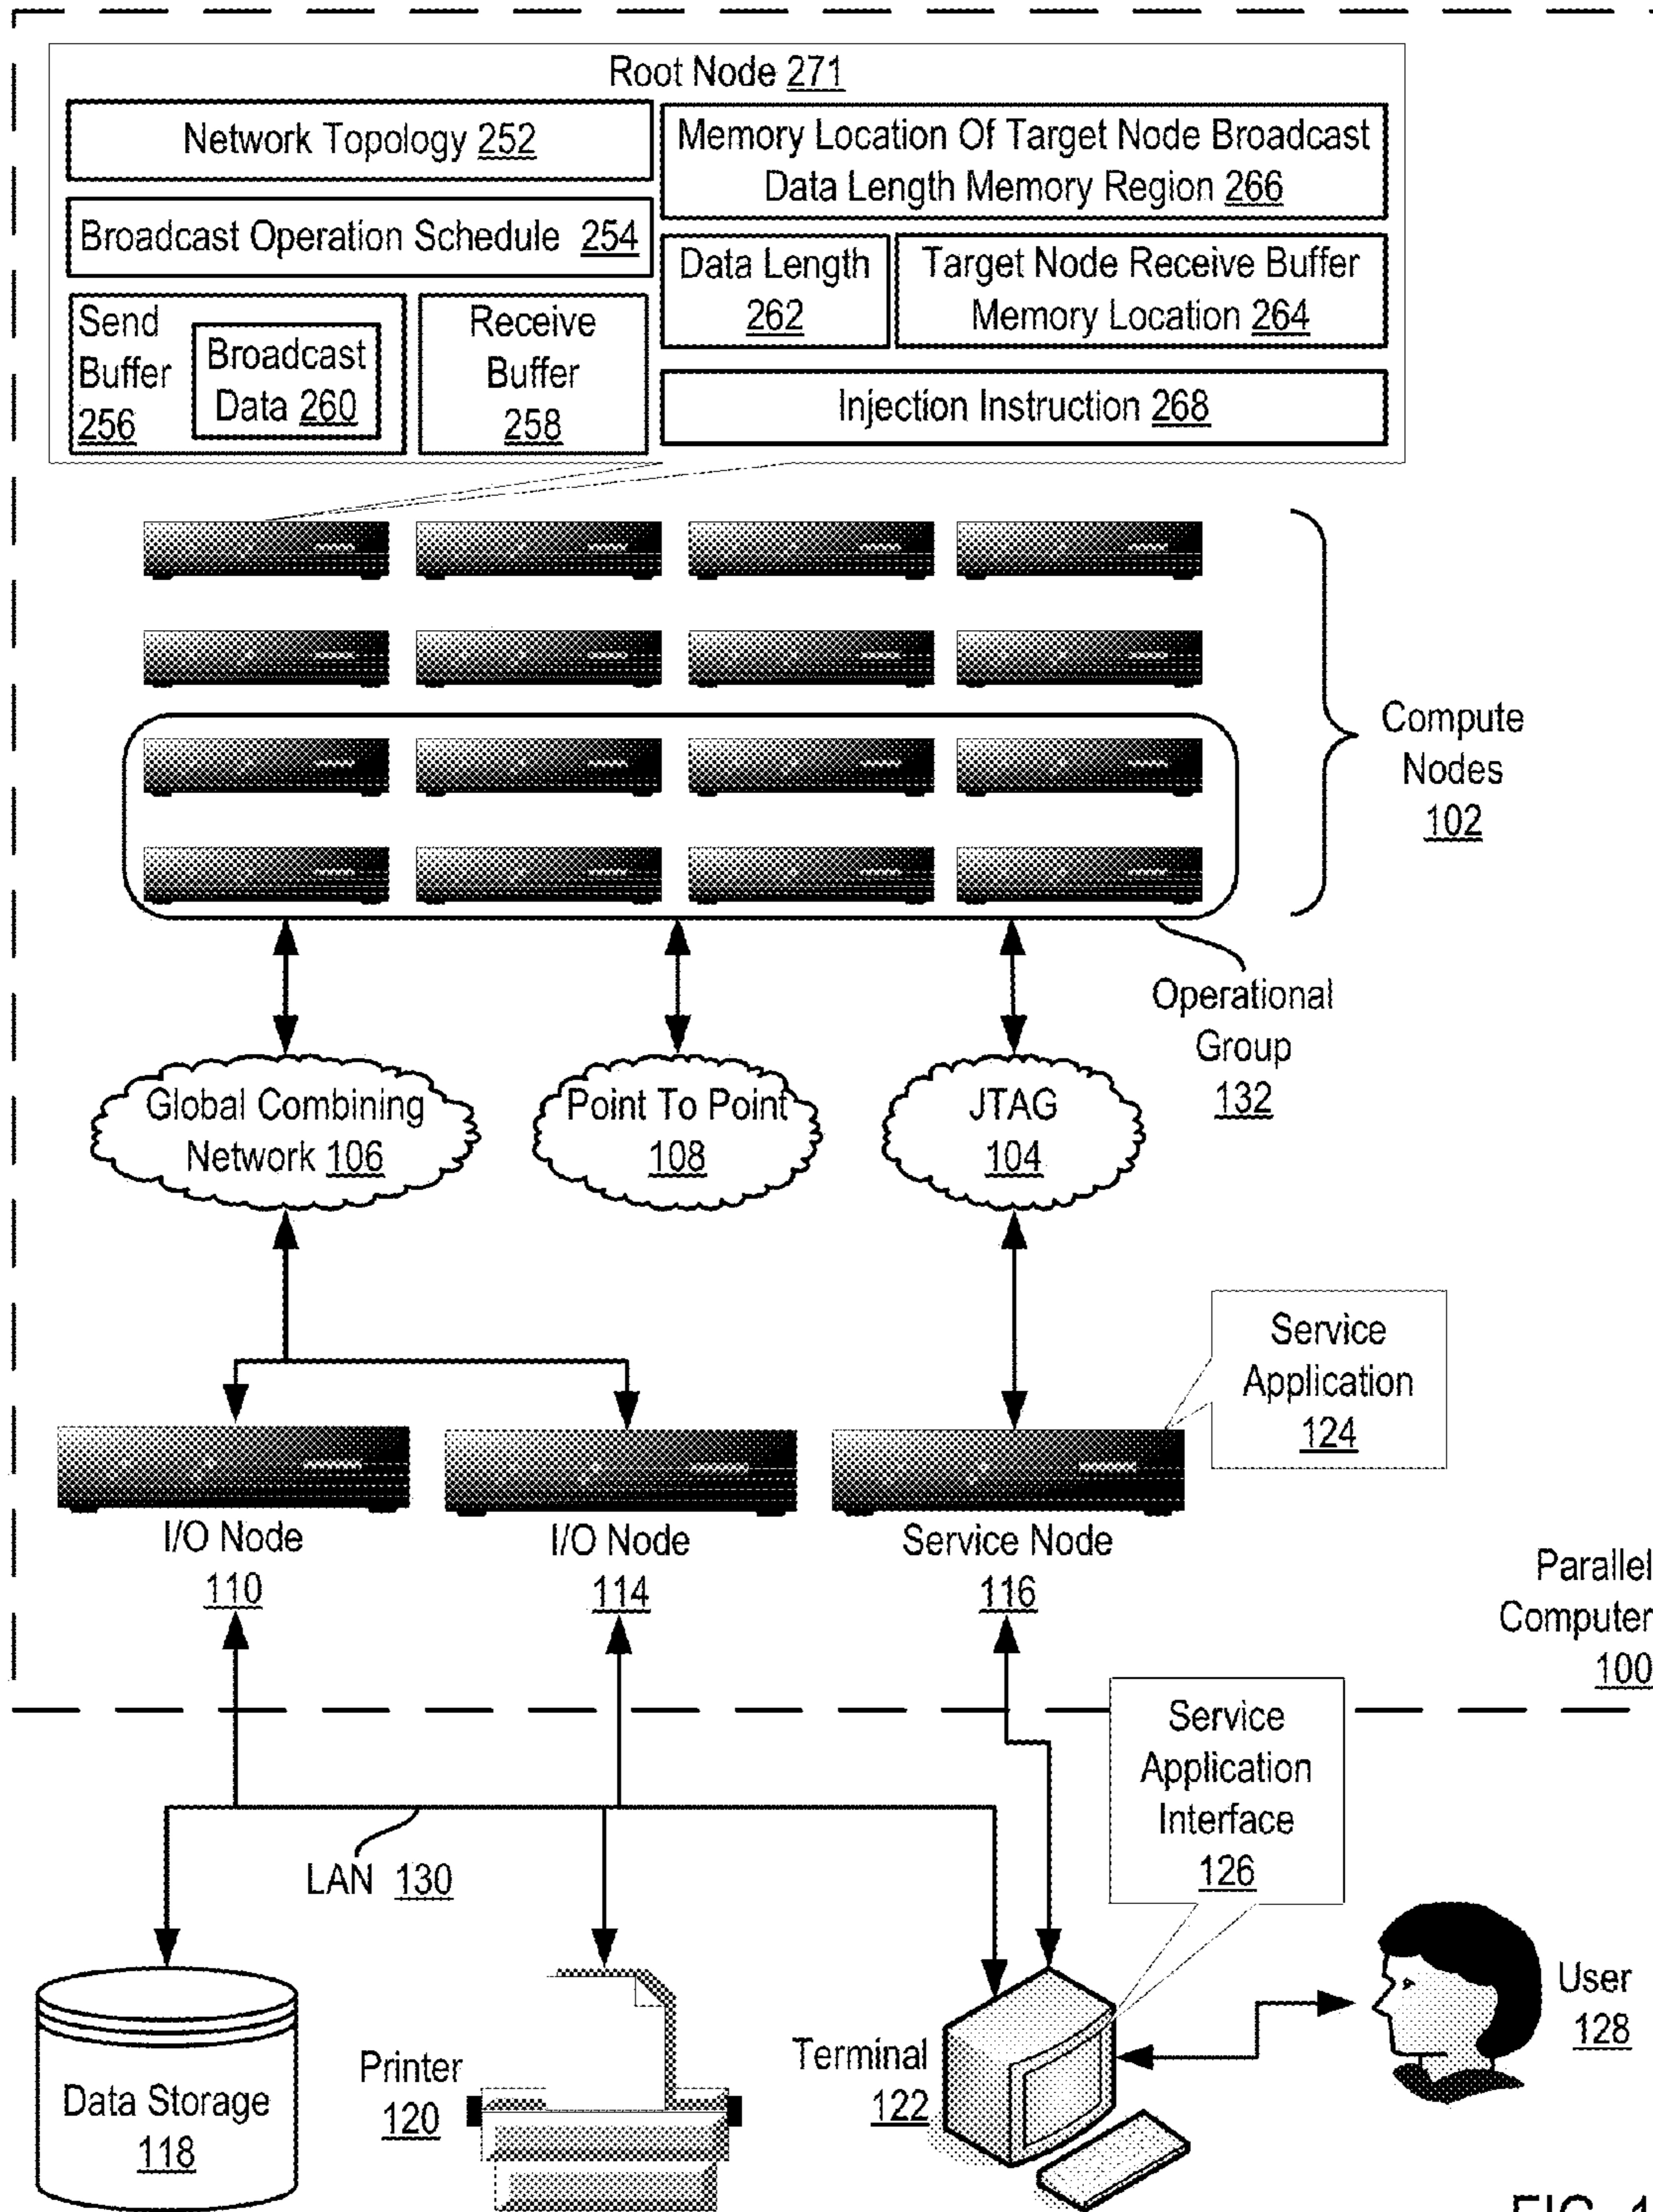 Root Node 271
Network Topology 252
Memory Location Of Target Node Broadcast
Data Length Memory Region 266
Broadcast Operation Schedule 254
Data Length
262
Target Node Receive Buffer
Memory Location 264
Send
Buffer
256
Broadcast
Data 260
Receive
Buffer
258
Injection Instruction 268
Compute
Nodes
102
Operational
Group
132
Global Combining
Network 106
Point To Point
108
JTAG
104
Service
Application
124
I/O Node
110
I/O Node
114
Service Node
116
Parallel
Computer
100
Service
Application
Interface
126
LAN 130
Data Storage
118
Printer
120
Terminal
122
User
128
FIG. 1